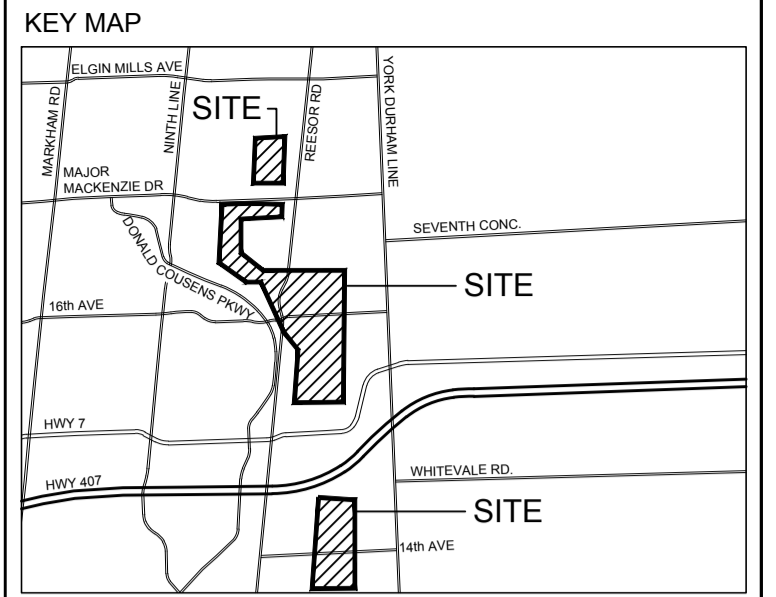 KEY MAP
ELGIN MILLS AVE
MARKHAM RD
NINTH LINE
SITE
REESOR RD
YORK DURHAM LINE
MAJOR
MACKENZIE DR
DONALD COUSENS PKWY
SEVENTH CONC.
SITE
16th AVE
HWY 7
HWY 407
WHITEVALE RD.
SITE
14th AVE